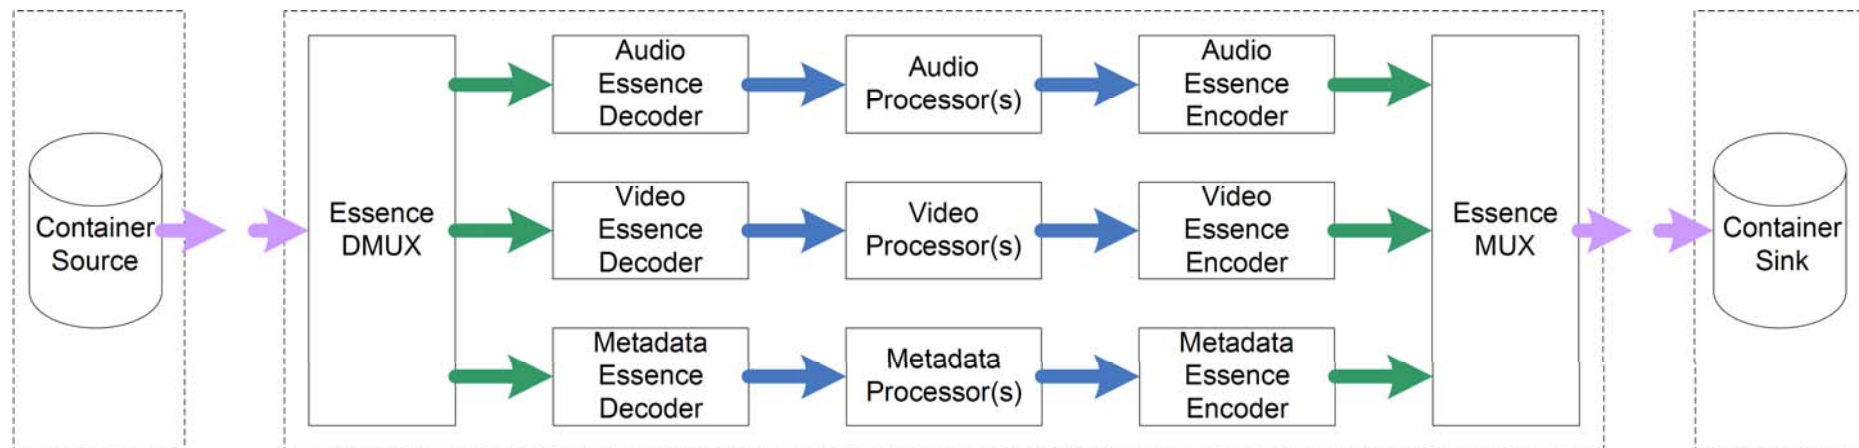 Container
Source
Essence
DMUX
Audio
Essence
Decoder
Audio
Processor(s)
Audio
Essence
Encoder
Video
Essence
Decoder
Video
Processor(s)
Video
Essence
Encoder
Metadata
Essence
Decoder
Metadata
Processor(s)
Metadata
Essence
Encoder
Essence
MUX
Container
Sink